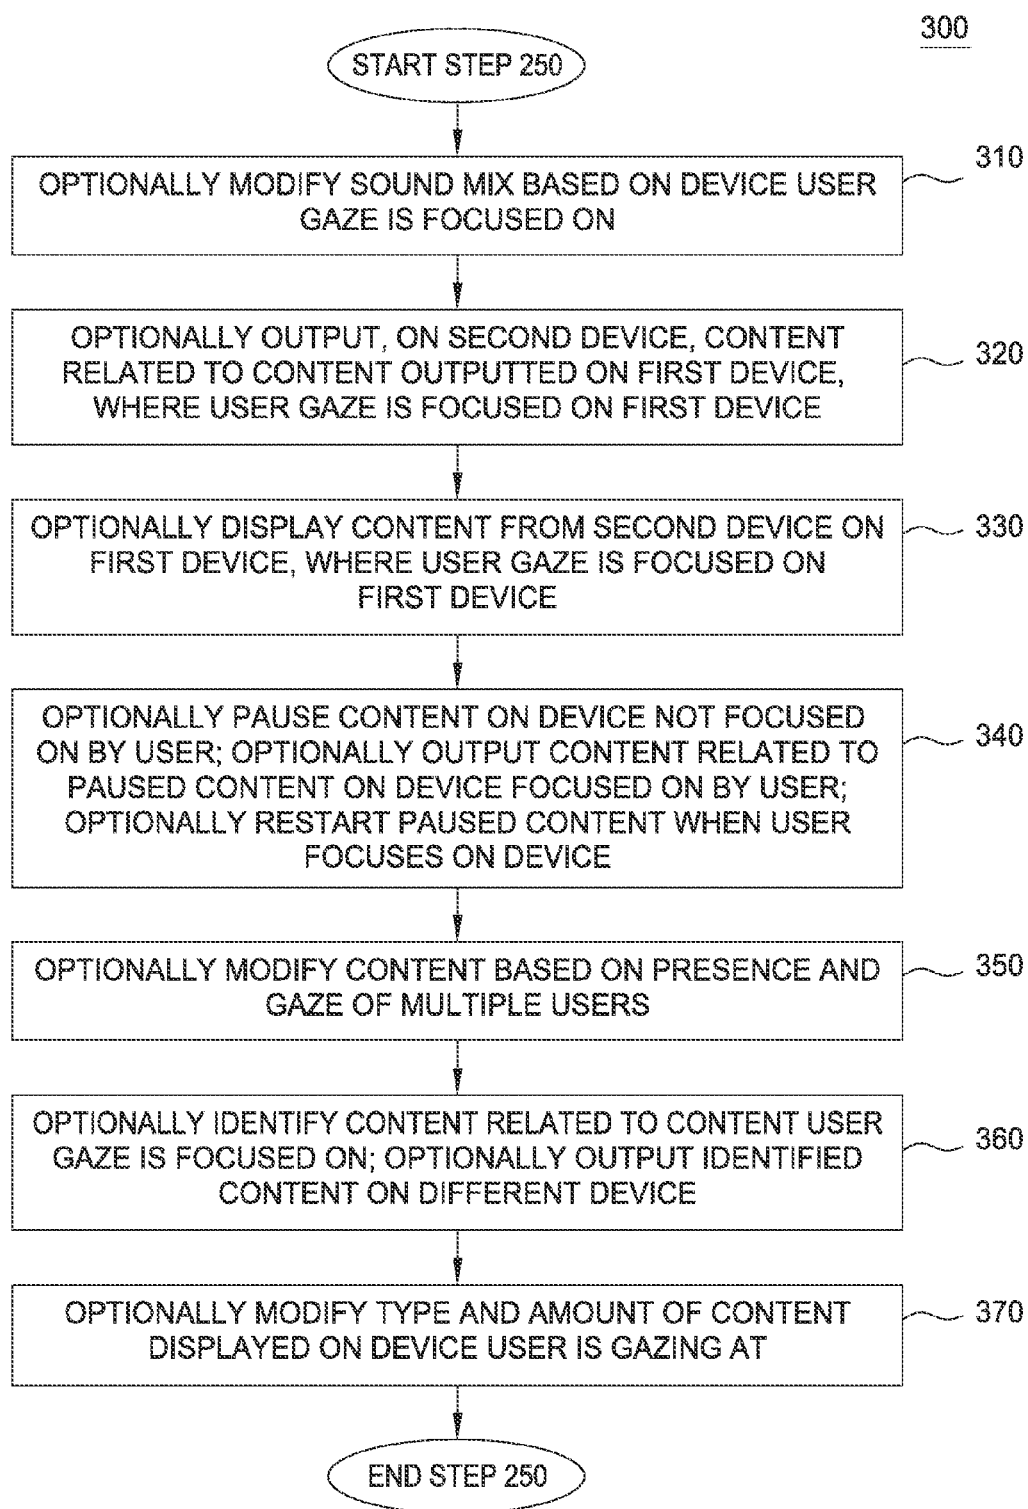 300
START STEP 250
OPTIONALLY MODIFY SOUND MIX BASED ON DEVICE USER
GAZE IS FOCUSED ON
310
OPTIONALLY OUTPUT, ON SECOND DEVICE, CONTENT
RELATED TO CONTENT OUTPUTTED ON FIRST DEVICE,
WHERE USER GAZE IS FOCUSED ON FIRST DEVICE
320
OPTIONALLY DISPLAY CONTENT FROM SECOND DEVICE ON
FIRST DEVICE, WHERE USER GAZE IS FOCUSED ON
FIRST DEVICE
330
OPTIONALLY PAUSE CONTENT ON DEVICE NOT FOCUSED
ON BY USER; OPTIONALLY OUTPUT CONTENT RELATED TO
PAUSED CONTENT ON DEVICE FOCUSED ON BY USER;
OPTIONALLY RESTART PAUSED CONTENT WHEN USER
FOCUSES ON DEVICE
340
OPTIONALLY MODIFY CONTENT BASED ON PRESENCE AND
GAZE OF MULTIPLE USERS
350
OPTIONALLY IDENTIFY CONTENT RELATED TO CONTENT USER
GAZE IS FOCUSED ON; OPTIONALLY OUTPUT IDENTIFIED
CONTENT ON DIFFERENT DEVICE
360
OPTIONALLY MODIFY TYPE AND AMOUNT OF CONTENT
DISPLAYED ON DEVICE USER IS GAZING AT
370
END STEP 250